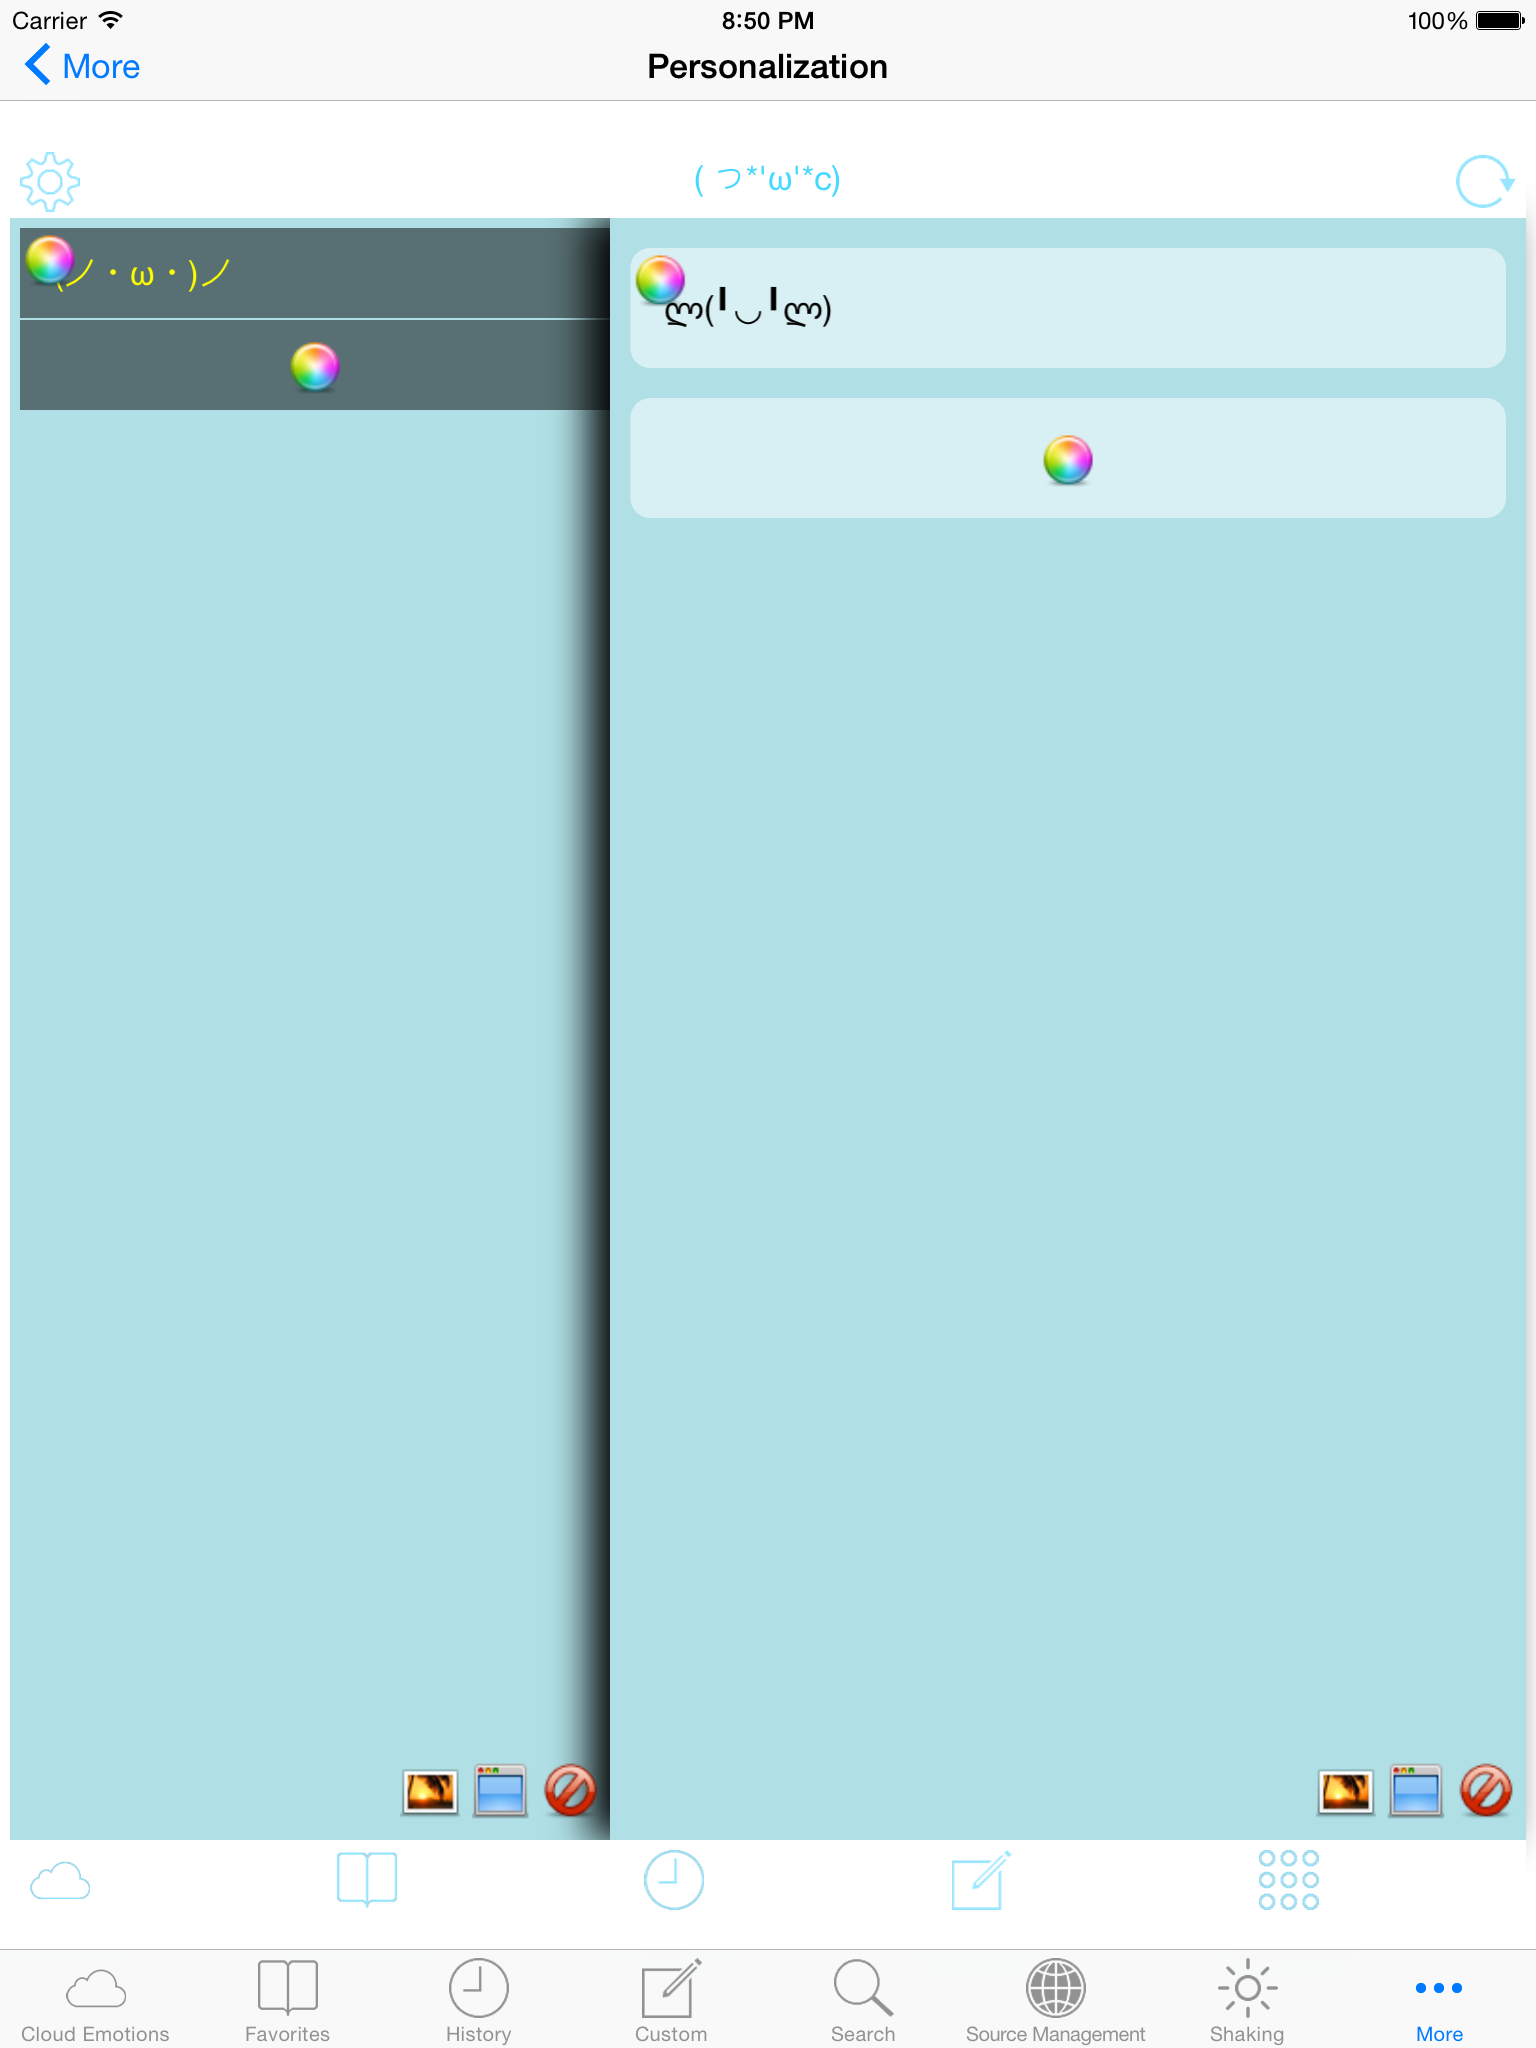 Carrier 8:50 PM 100%
More Personalization
( つ*'ω'*c)
(ノ・ω・)ノ
ლ(╹◡╹ლ)
Cloud Emotions Favorites History Custom Search Source Management Shaking More